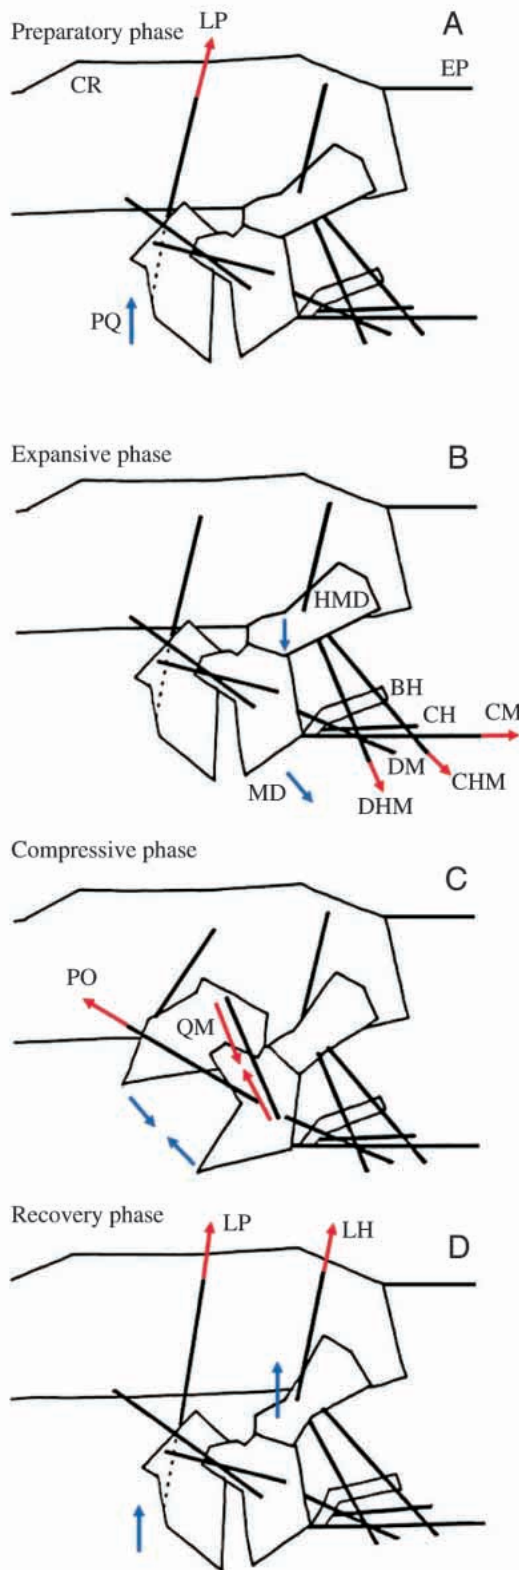 Preparatory phase
LP
A
CR
EP
PQ
Expansive phase
B
HMD
BH
CH
CM
DM
MD
CHM
DHM
Compressive phase
C
PO
QM
Recovery phase
LP
LH
D